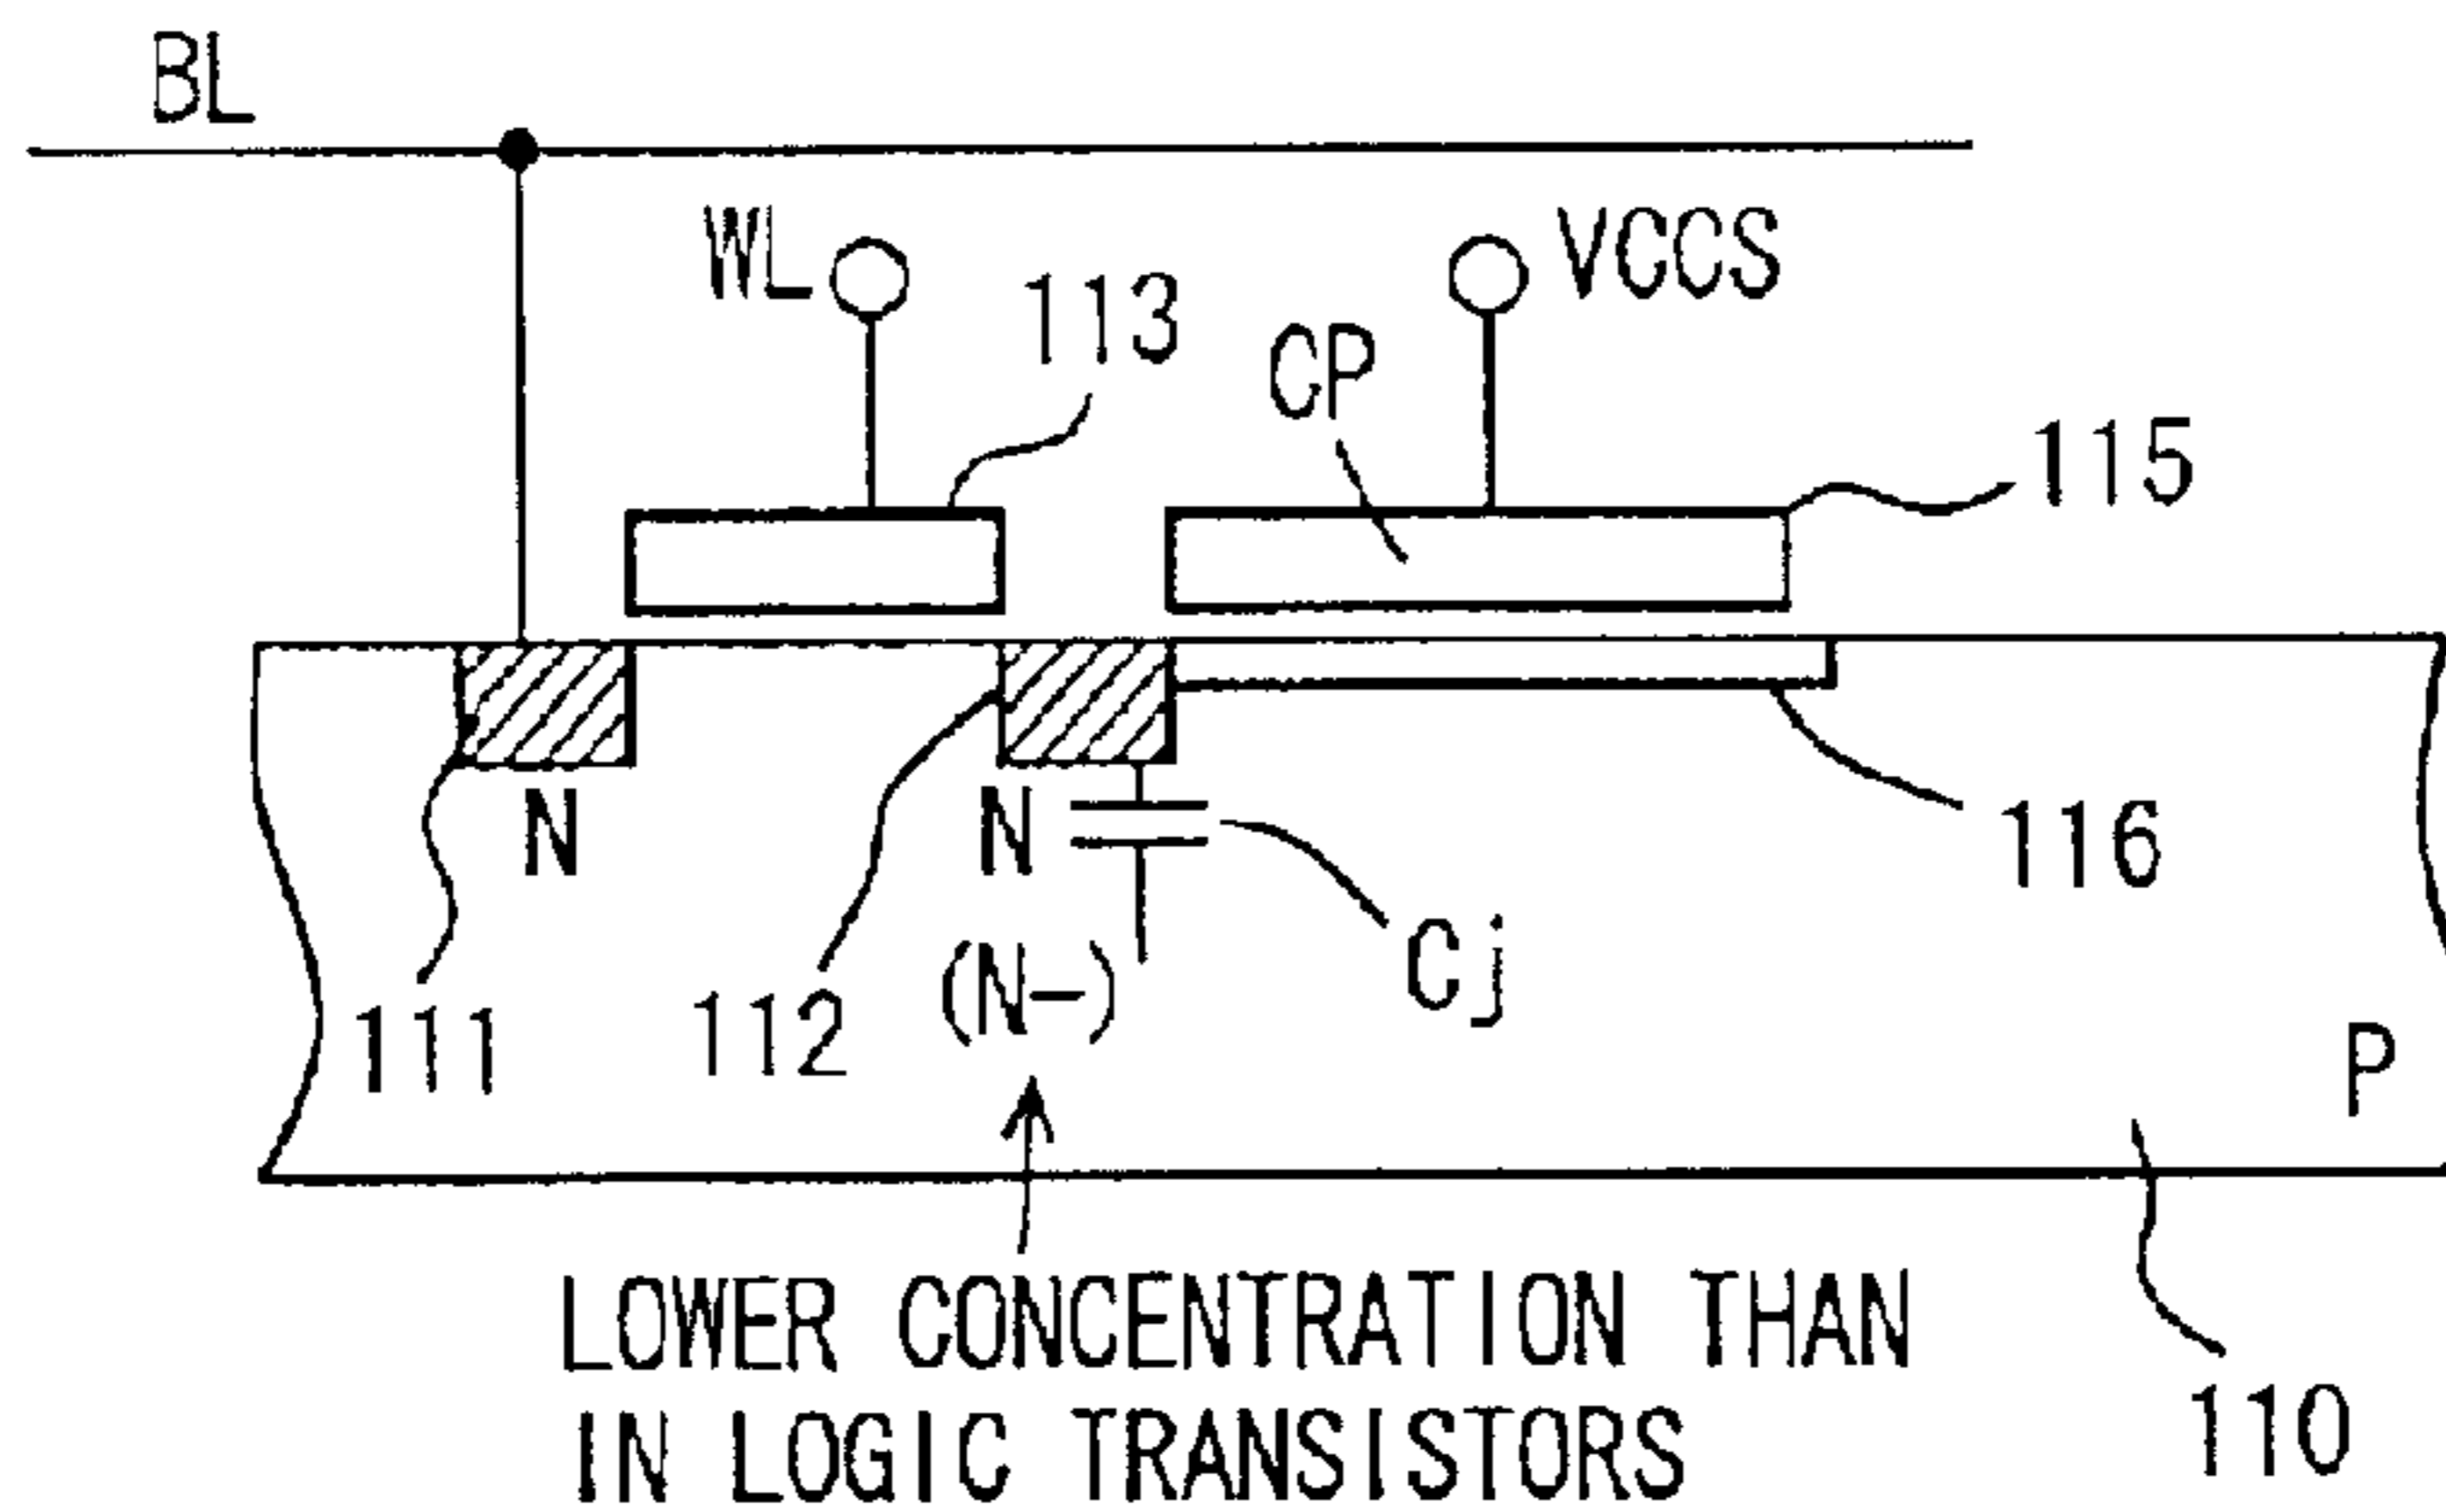 BL
WL
VCCS
113
CP
115
N
N
116
Cj
112
(N-)
111
P
LOWER CONCENTRATION THAN
IN LOGIC TRANSISTORS
110